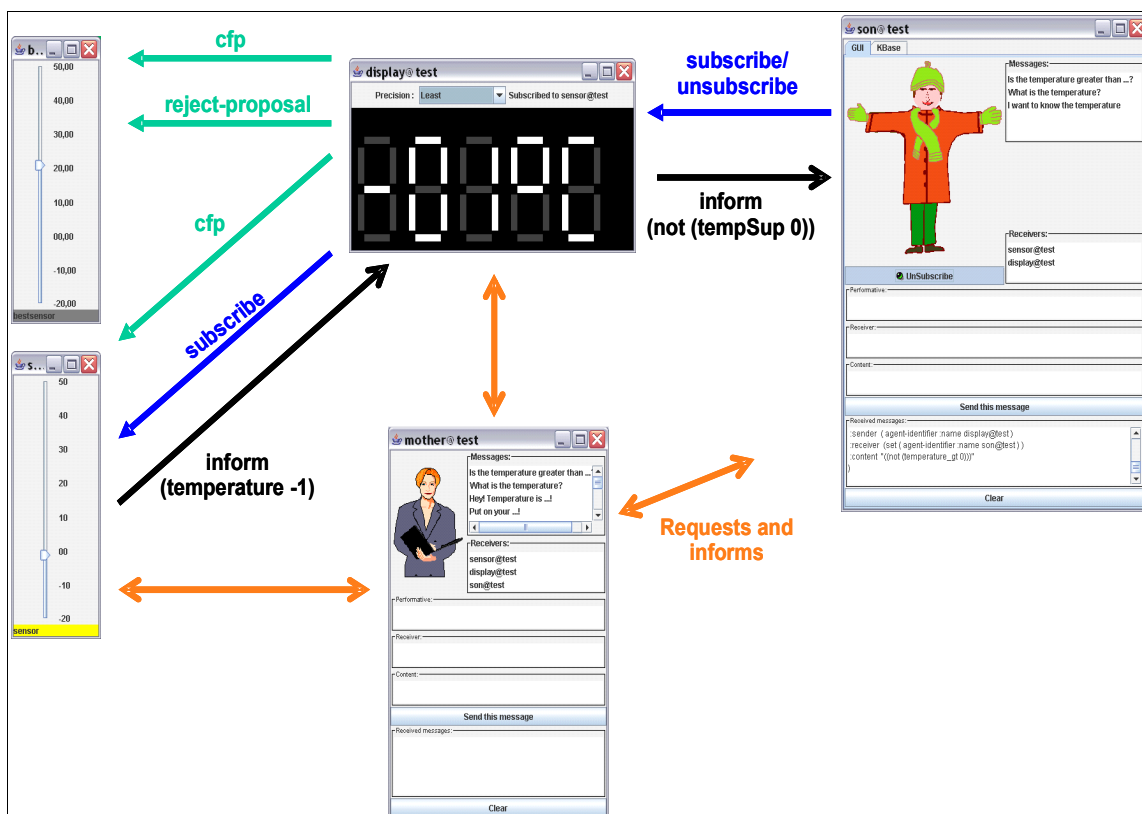 b...
50,00
40,00
30,00
20,00
10,00
00,00
-10,00
-20,00
bestsensor
cfp
reject-proposal
cfp
subscribe
inform
(temperature -1)
display@test
Precision :
Least
Subscribed to sensor@test
-01°C
subscribe/
unsubscribe
inform
(not (tempSup 0))
son@test
GUI
KBase
Messages:
Is the temperature greater than ...?
What is the temperature?
I want to know the temperature
Receivers:
sensor@test
display@test
UnSubscribe
Performative:
Receiver:
Content:
Send this message
Received messages:
:sender ( agent-identifier :name display@test )
:receiver (set ( agent-identifier :name son@test ) )
:content "((not (temperature_gt 0)))"
)
Clear
s...
50
40
30
20
10
00
-10
-20
sensor
mother@test
Messages:
Is the temperature greater than ...
What is the temperature?
Hey! Temperature is ...!
Put on your ...!
Receivers:
sensor@test
display@test
son@test
Performative:
Receiver:
Content:
Send this message
Received messages:
Clear
Requests and
informs